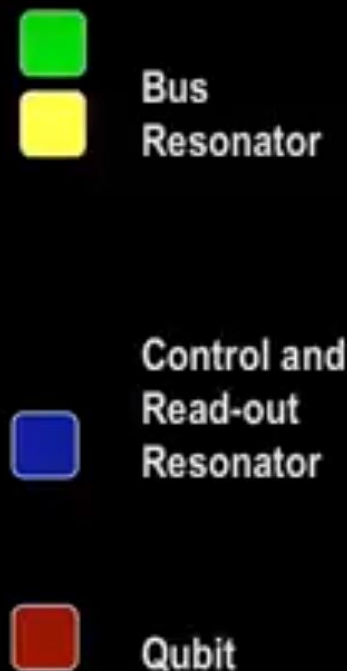 Bus
Resonator
Control and
Read-out
Resonator
Qubit